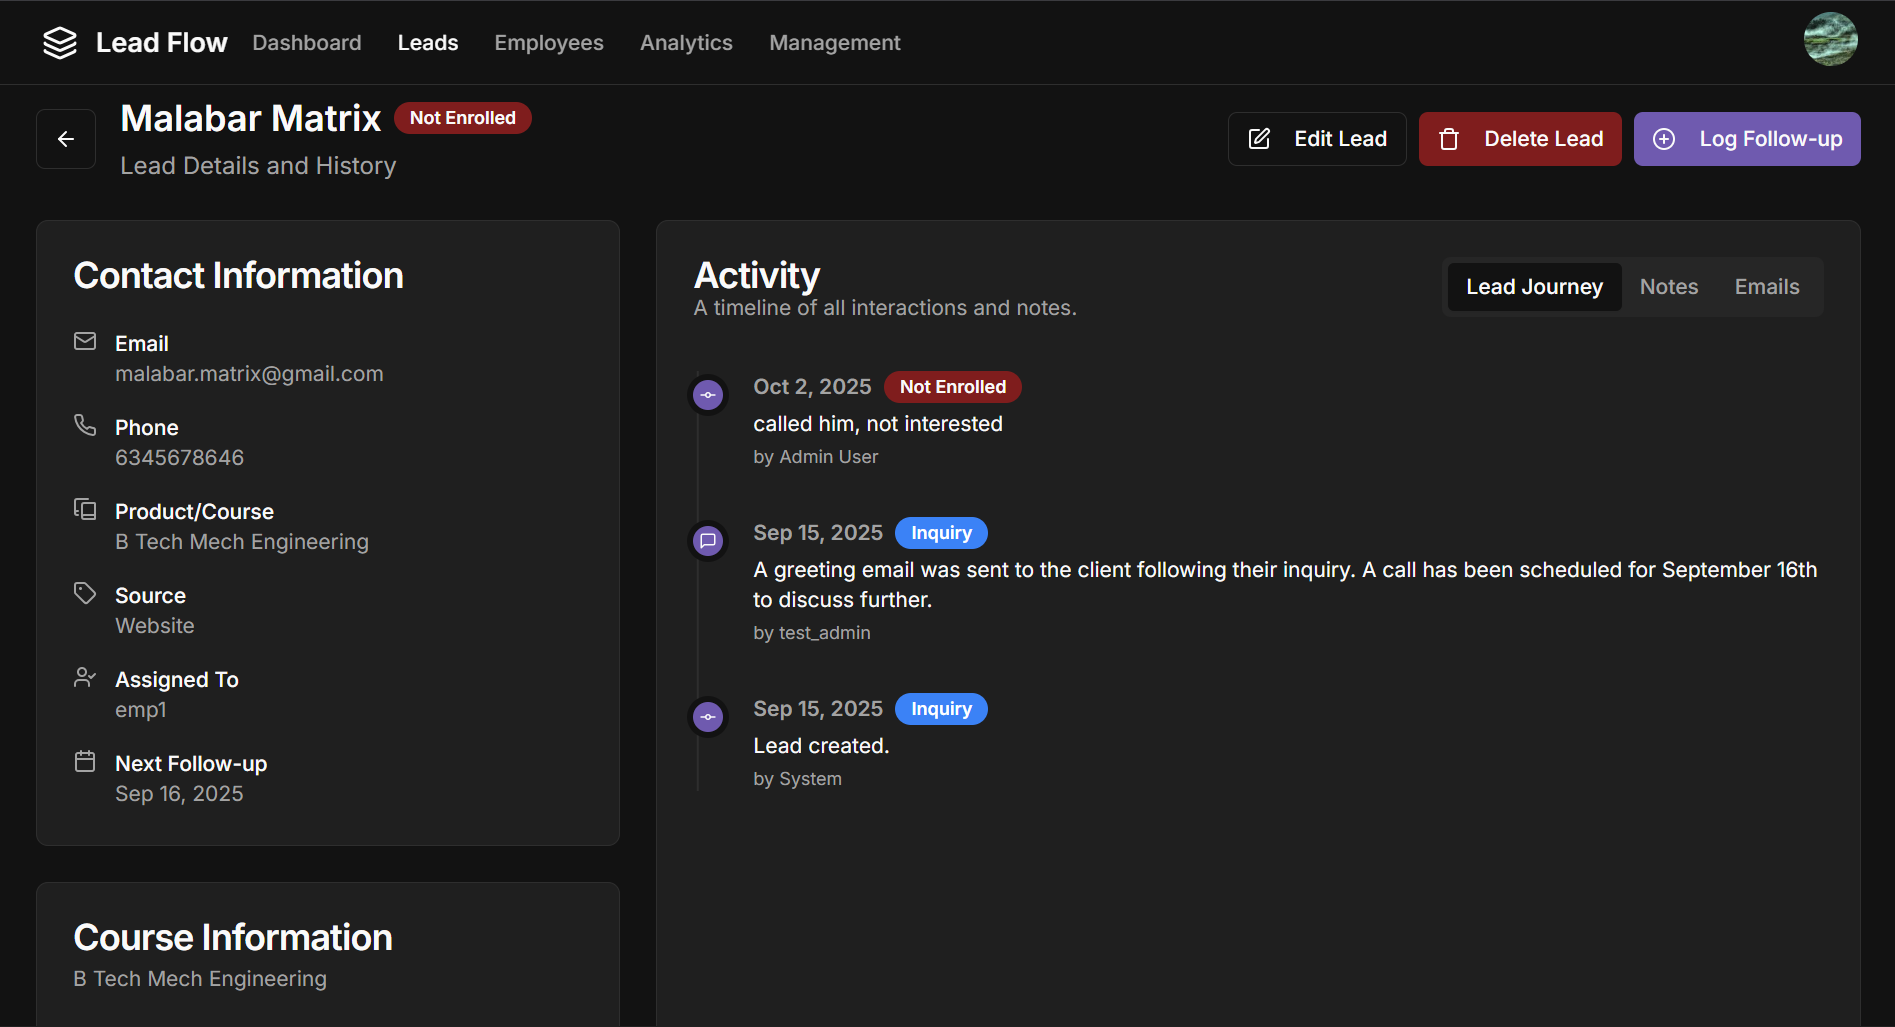 Lead Flow Dashboard Leads Employees Analytics Management
Malabar Matrix Not Enrolled
Lead Details and History
Edit Lead Delete Lead Log Follow-up
Contact Information
Email
malabar.matrix@gmail.com
Phone
6345678646
Product/Course
B Tech Mech Engineering
Source
Website
Assigned To
emp1
Next Follow-up
Sep 16, 2025
Course Information
B Tech Mech Engineering
Activity
A timeline of all interactions and notes.
Lead Journey Notes Emails
Oct 2, 2025 Not Enrolled
called him, not interested
by Admin User
Sep 15, 2025 Inquiry
A greeting email was sent to the client following their inquiry. A call has been scheduled for September 16th
to discuss further.
by test_admin
Sep 15, 2025 Inquiry
Lead created.
by System